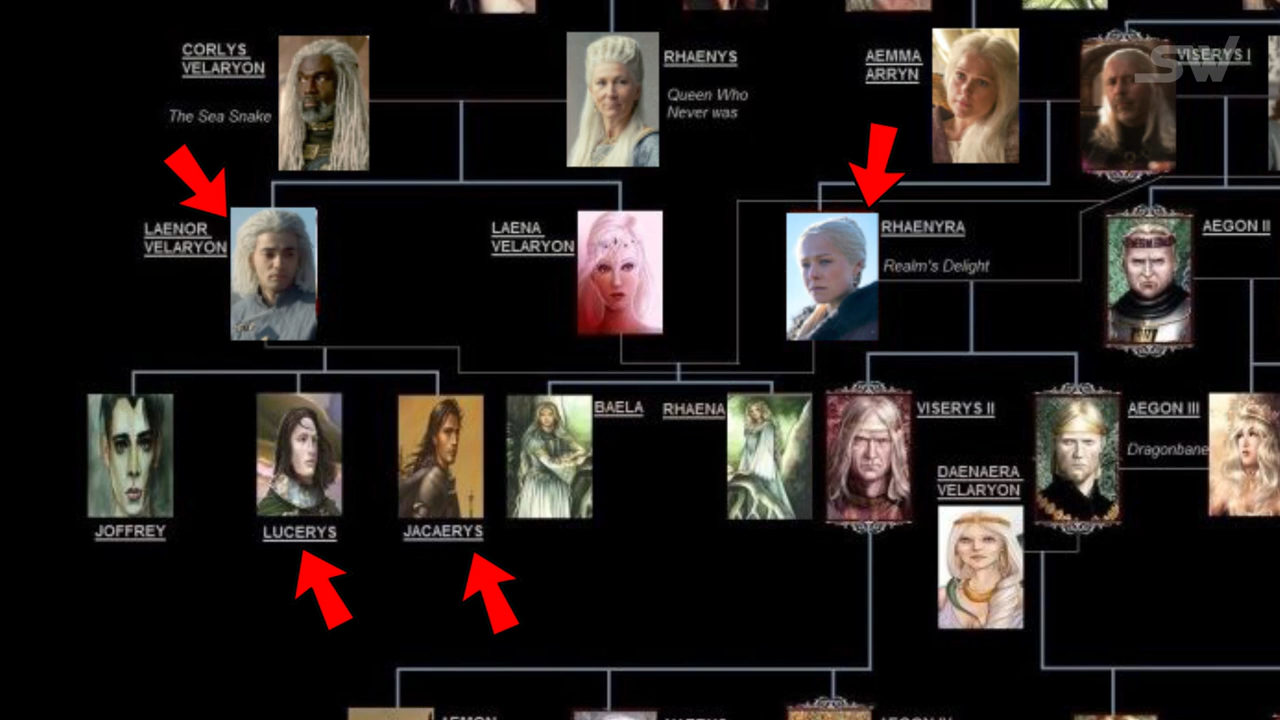 CORLYS
VELARYON
The Sea Snake
RHAENYS
Queen Who
Never was
AEMMA
ARRYN
VISERYS I
SW
LAENOR
VELARYON
LAENA
VELARYON
RHAENYRA
Realm's Delight
AEGON II
JOFFREY
LUCERYS
JACAERYS
BAELA
RHAENA
VISERYS II
AEGON III
Dragonbane
DAENAERA
VELARYON